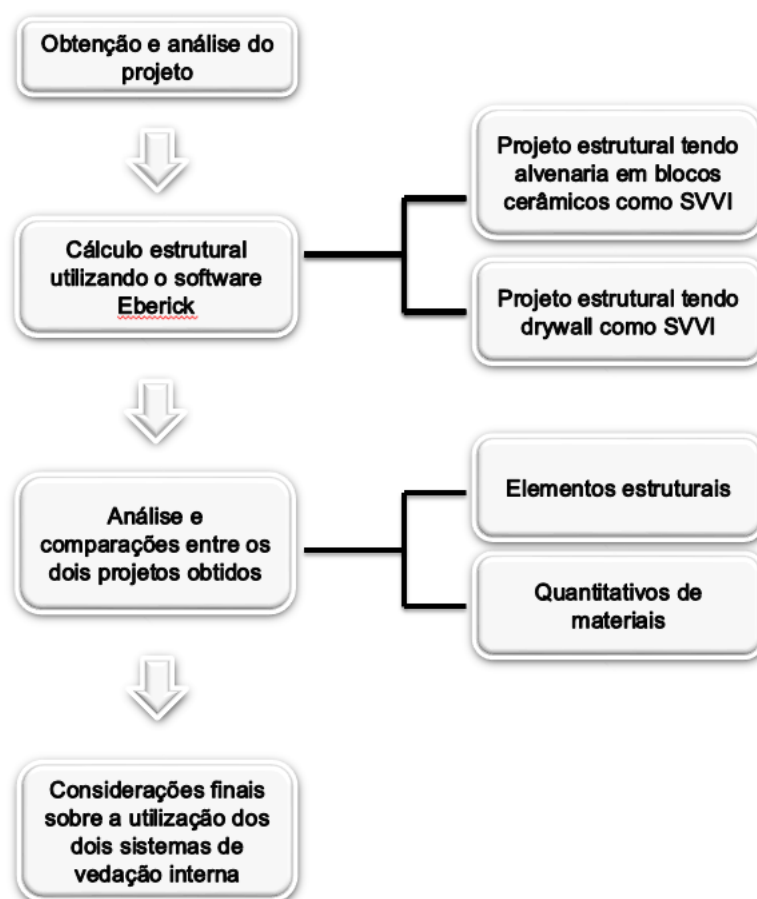 Obtenção e análise do
projeto
Projeto estrutural tendo
alvenaria em blocos
cerâmicos como SVVI
Cálculo estrutural
utilizando o software
Eberick
Projeto estrutural tendo
drywall como SVVI
Análise e
comparações entre os
dois projetos obtidos
Elementos estruturais
Quantitativos de
materiais
Considerações finais
sobre a utilização dos
dois sistemas de
vedação interna